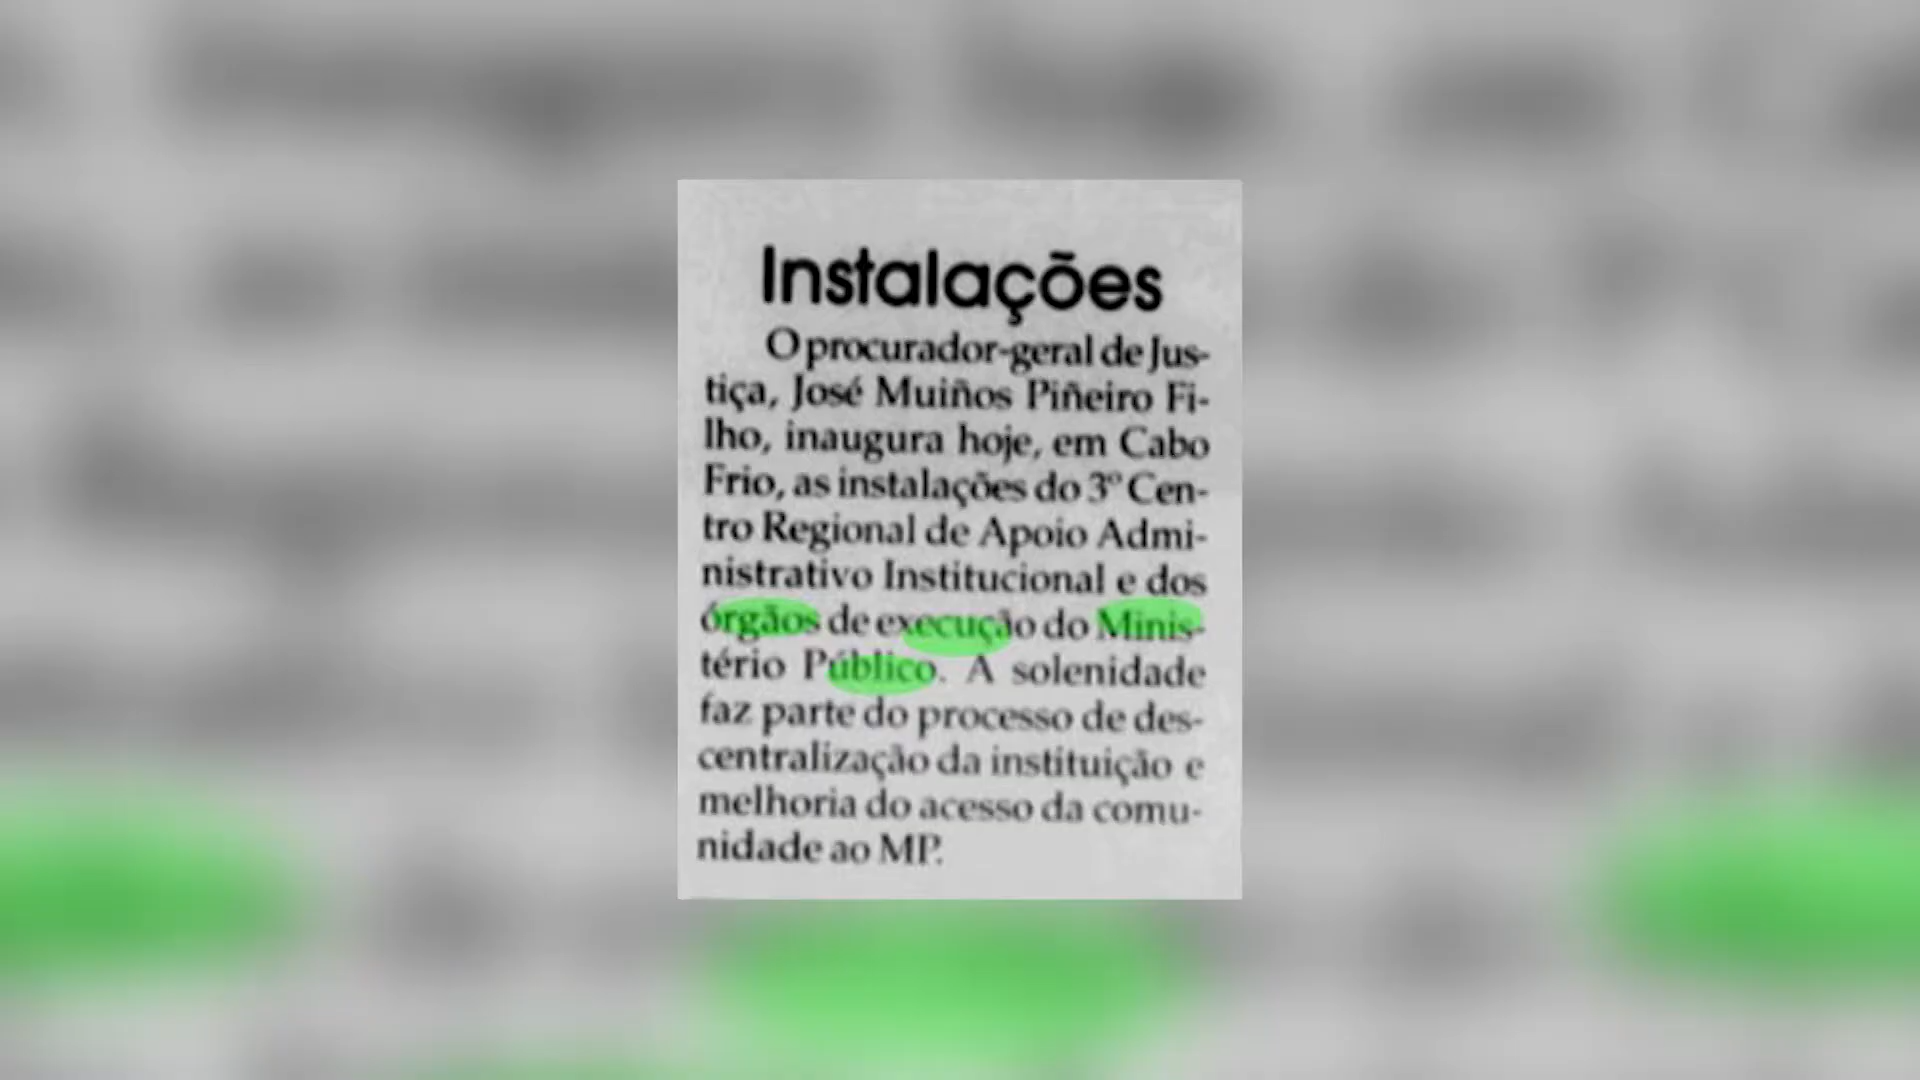 Instalações
O procurador-geral de Jus-
tiça, José Muiños Piñeiro Fi-
lho, inaugura hoje, em Cabo
Frio, as instalações do 3º Cen-
tro Regional de Apoio Admi-
nistrativo Institucional e dos
órgãos de execução do Minis-
tério Público. A solenidade
faz parte do processo de des-
centralização da instituição e
melhoria do acesso da comu-
nidade ao MP.